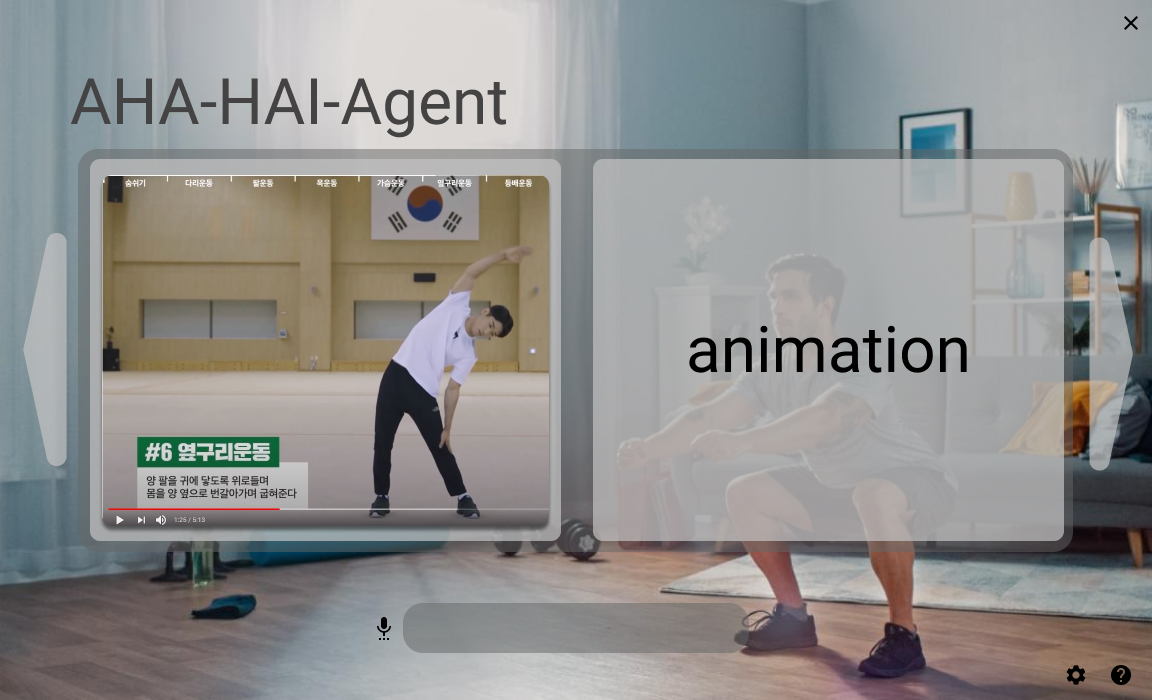 AHA-HAI-Agent
숨쉬기 다리운동 팔운동 목운동 가슴운동 옆구리운동 등배운동
#6 옆구리운동
양 팔을 귀에 닿도록 위로들며
몸을 양 옆으로 번갈아가며 굽혀준다
1:25 / 5:13
animation